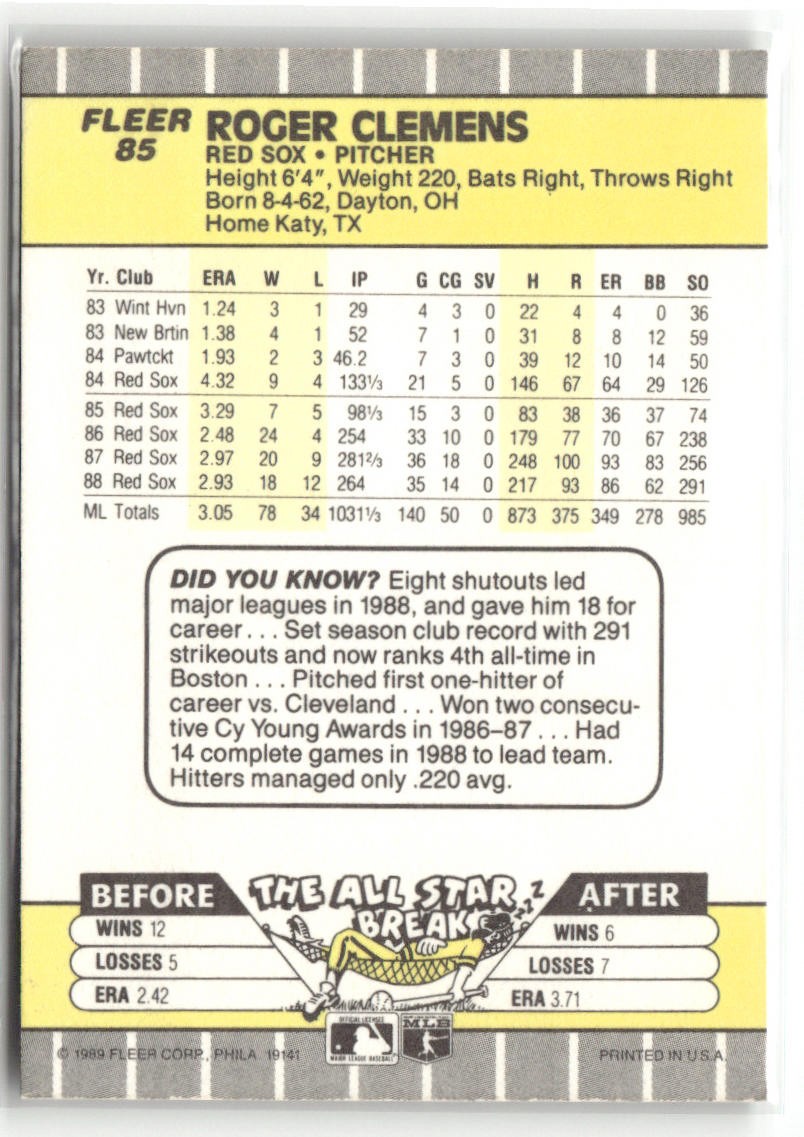 FLEER ROGER CLEMENS
85 RED SOX • PITCHER
Height 6'4", Weight 220, Bats Right, Throws Right
Born 8-4-62, Dayton, OH
Home Katy, TX
Yr. Club ERA W L IP G CG SV H R ER BB SO
83 Wint Hvn 1.24 3 1 29 4 3 0 22 4 4 0 36
83 New Brtin 1.38 4 1 52 7 1 0 31 8 8 12 59
84 Pawtckt 1.93 2 3 46.2 7 3 0 39 12 10 14 50
84 Red Sox 4.32 9 4 133⅓ 21 5 0 146 67 64 29 126
85 Red Sox 3.29 7 5 98⅓ 15 3 0 83 38 36 37 74
86 Red Sox 2.48 24 4 254 33 10 0 179 77 70 67 238
87 Red Sox 2.97 20 9 281⅔ 36 18 0 248 100 93 83 256
88 Red Sox 2.93 18 12 264 35 14 0 217 93 86 62 291
ML Totals 3.05 78 34 1031⅓ 140 50 0 873 375 349 278 985
DID YOU KNOW? Eight shutouts led
major leagues in 1988, and gave him 18 for
career... Set season club record with 291
strikeouts and now ranks 4th all-time in
Boston... Pitched first one-hitter of
career vs. Cleveland... Won two consecu-
tive Cy Young Awards in 1986–87... Had
14 complete games in 1988 to lead team.
Hitters managed only .220 avg.
BEFORE THE ALL STAR BREAK ZZZ AFTER
WINS 12 WINS 6
LOSSES 5 LOSSES 7
ERA 2.42 ERA 3.71
OFFICIAL LICENSEE
MAJOR LEAGUE BASEBALL
MLB
© 1989 FLEER CORP., PHILA. 19141 PRINTED IN U.S.A.